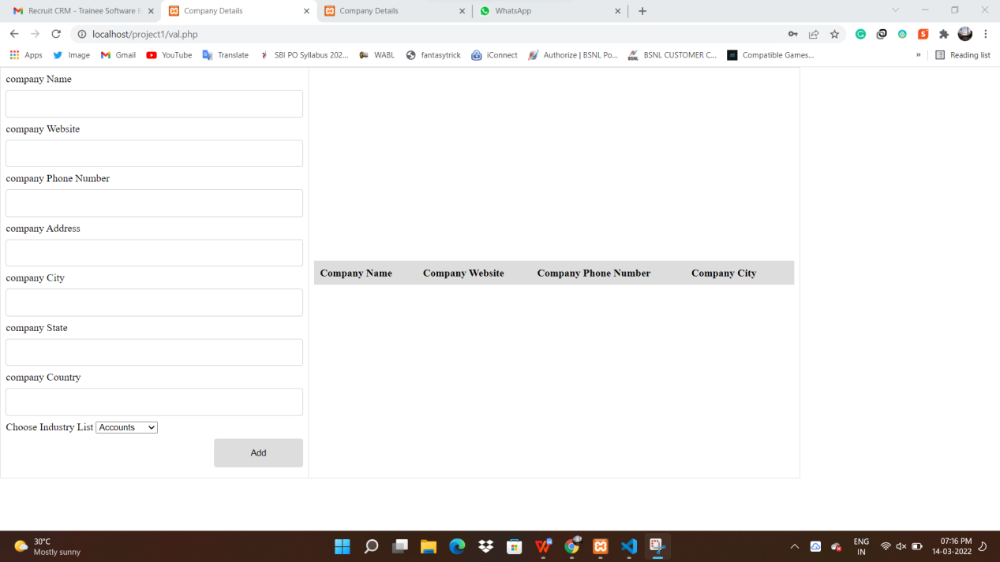 Recruit CRM - Trainee Software E
Company Details
Company Details
WhatsApp
localhost/project1/val.php
Apps
Image
Gmail
YouTube
Translate
SBI PO Syllabus 202...
WABL
fantasytrick
iConnect
Authorize | BSNL Po...
BSNL CUSTOMER C...
Compatible Games...
»
Reading list
company Name
company Website
company Phone Number
company Address
company City
company State
company Country
Choose Industry List Accounts
Add
Company Name Company Website Company Phone Number Company City
30°C
Mostly sunny
ENG
IN
07:16 PM
14-03-2022